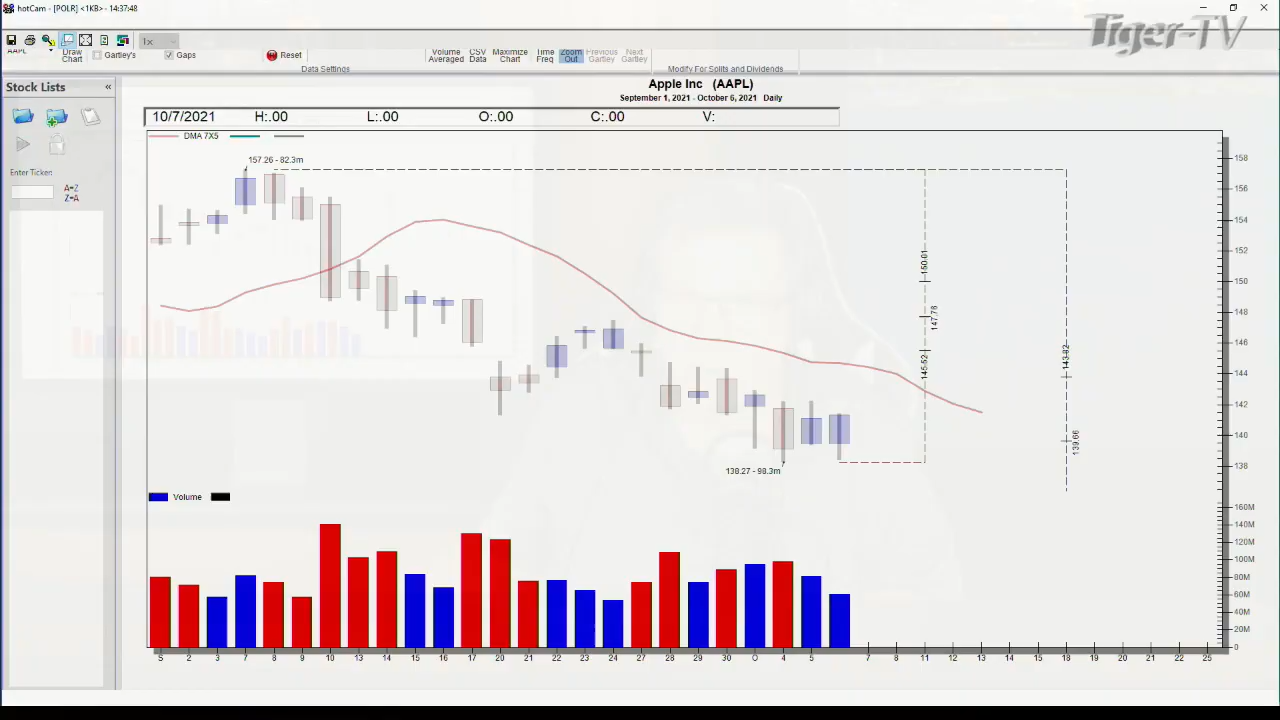 hotCam - [POLR] <1KB> - 14:37:48
Tiger-TV
1x
AAPL
Draw Chart
Gartley's
Gaps
Reset
Data Settings
Volume Averaged
CSV Data
Maximize Chart
Time Freq
Zoom Out
Previous Gartley
Next Gartley
Modify For Splits and Dividends
Stock Lists «
Enter Ticker:
A=Z
Z=A
Apple Inc (AAPL)
September 1, 2021 - October 6, 2021 Daily
10/7/2021 H:.00 L:.00 O:.00 C:.00 V:
DMA 7X5
157.26 - 82.3m
138.27 - 98.3m
150.01
147.76
145.52
143.82
139.66
158
156
154
152
150
148
146
144
142
140
138
Volume
160M
140M
120M
100M
80M
60M
40M
20M
0
S 2 3 7 8 9 10 13 14 15 16 17 20 21 22 23 24 27 28 29 30 O 4 5 7 8 11 12 13 14 15 18 19 20 21 22 25